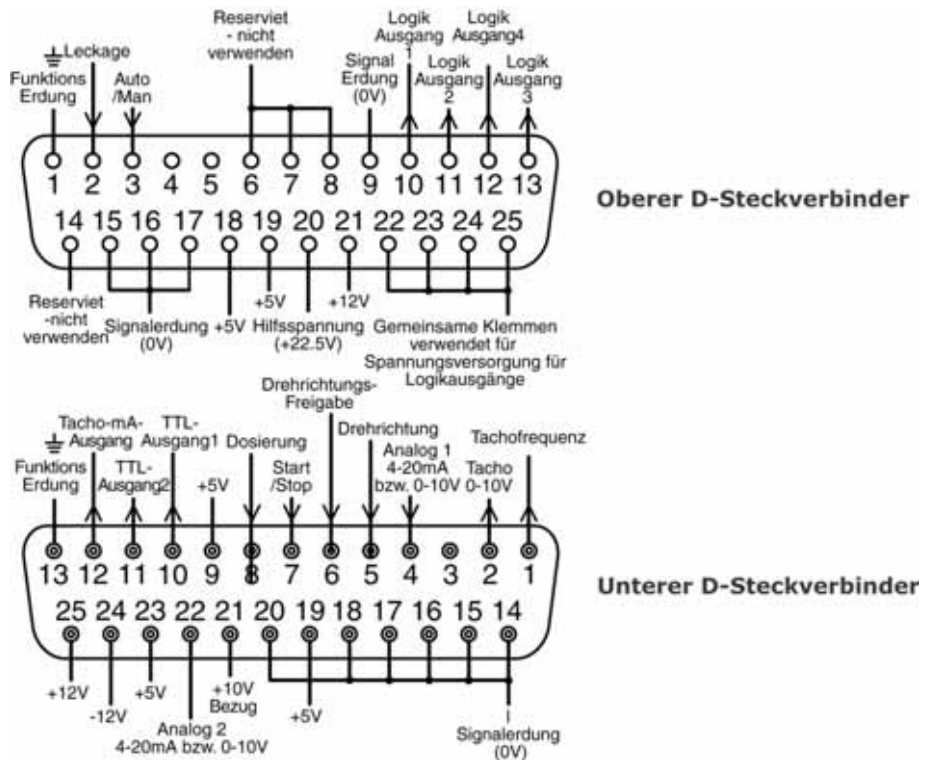 Reserviet
- nicht
verwenden
Logik
Ausgang
1
Logik
Ausgang4
Leckage
Funktions
Erdung
Auto
/Man
Signal
Erdung
(0V)
Logik
Ausgang
2
Logik
Ausgang
3
1 2 3 4 5 6 7 8 9 10 11 12 13
14 15 16 17 18 19 20 21 22 23 24 25
Oberer D-Steckverbinder
Reserviet
-nicht
verwenden
Signalerdung
(0V)
+5V
+5V
Hilfsspannung
(+22.5V)
+12V
Gemeinsame Klemmen
verwendet für
Spannungsversorgung für
Logikausgänge
Drehrichtungs-
Freigabe
Tacho-mA-
Ausgang
TTL-
Ausgang1
Dosierung
Drehrichtung
Tachofrequenz
Funktions
Erdung
TTL-
Ausgang2
+5V
Start
/Stop
Analog 1
4-20mA
bzw. 0-10V
Tacho
0-10V
13 12 11 10 9 8 7 6 5 4 3 2 1
25 24 23 22 21 20 19 18 17 16 15 14
Unterer D-Steckverbinder
+12V
-12V
+5V
Analog 2
4-20mA bzw. 0-10V
+10V
Bezug
+5V
Signalerdung
(0V)